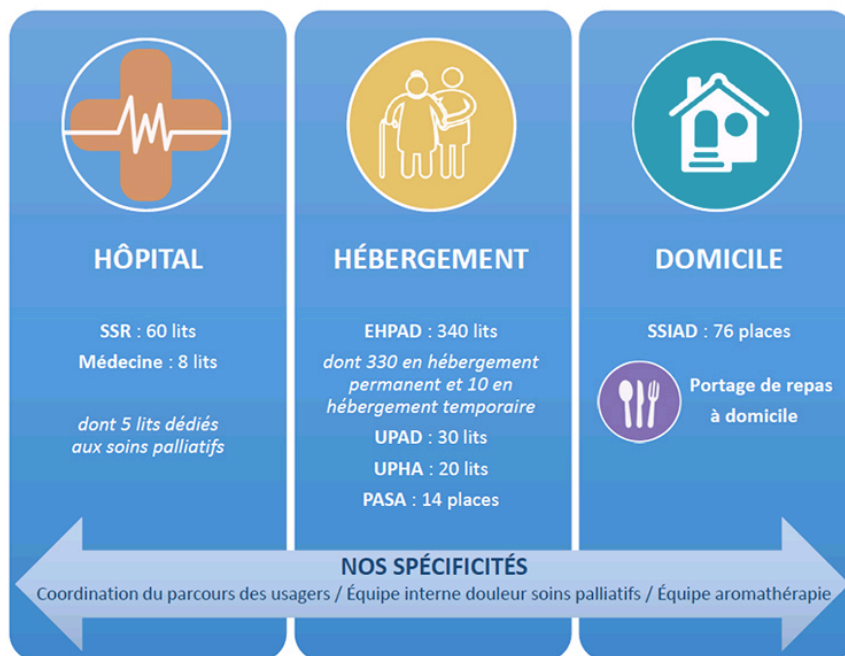 HÔPITAL
SSR : 60 lits
Médecine : 8 lits
dont 5 lits dédiés
aux soins palliatifs
HÉBERGEMENT
EHPAD : 340 lits
dont 330 en hébergement
permanent et 10 en
hébergement temporaire
UPAD : 30 lits
UPHA : 20 lits
PASA : 14 places
DOMICILE
SSIAD : 76 places
Portage de repas
à domicile
NOS SPÉCIFICITÉS
Coordination du parcours des usagers / Équipe interne douleur soins palliatifs / Équipe aromathérapie